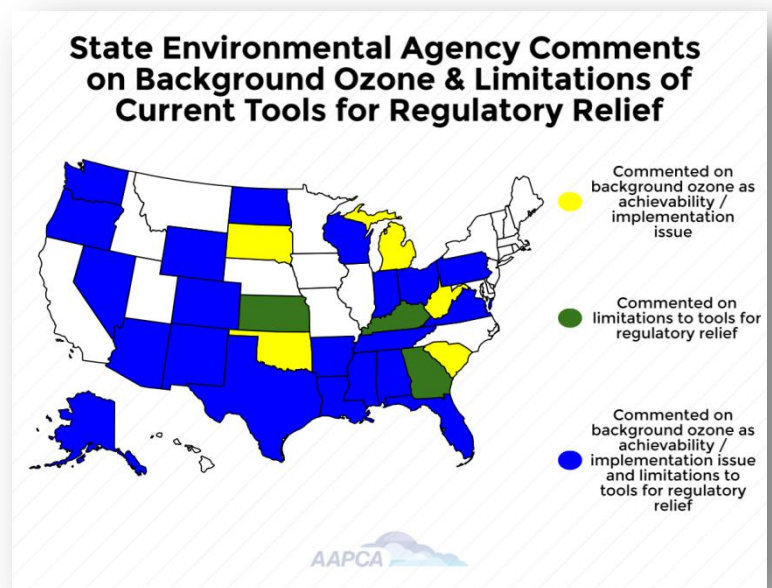 State Environmental Agency Comments
on Background Ozone & Limitations of
Current Tools for Regulatory Relief
Commented on
background ozone as
achievability /
implementation
issue
Commented on
limitations to tools for
regulatory relief
Commented on
background ozone as
achievability /
implementation issue
and limitations to
tools for regulatory
relief
AAPCA